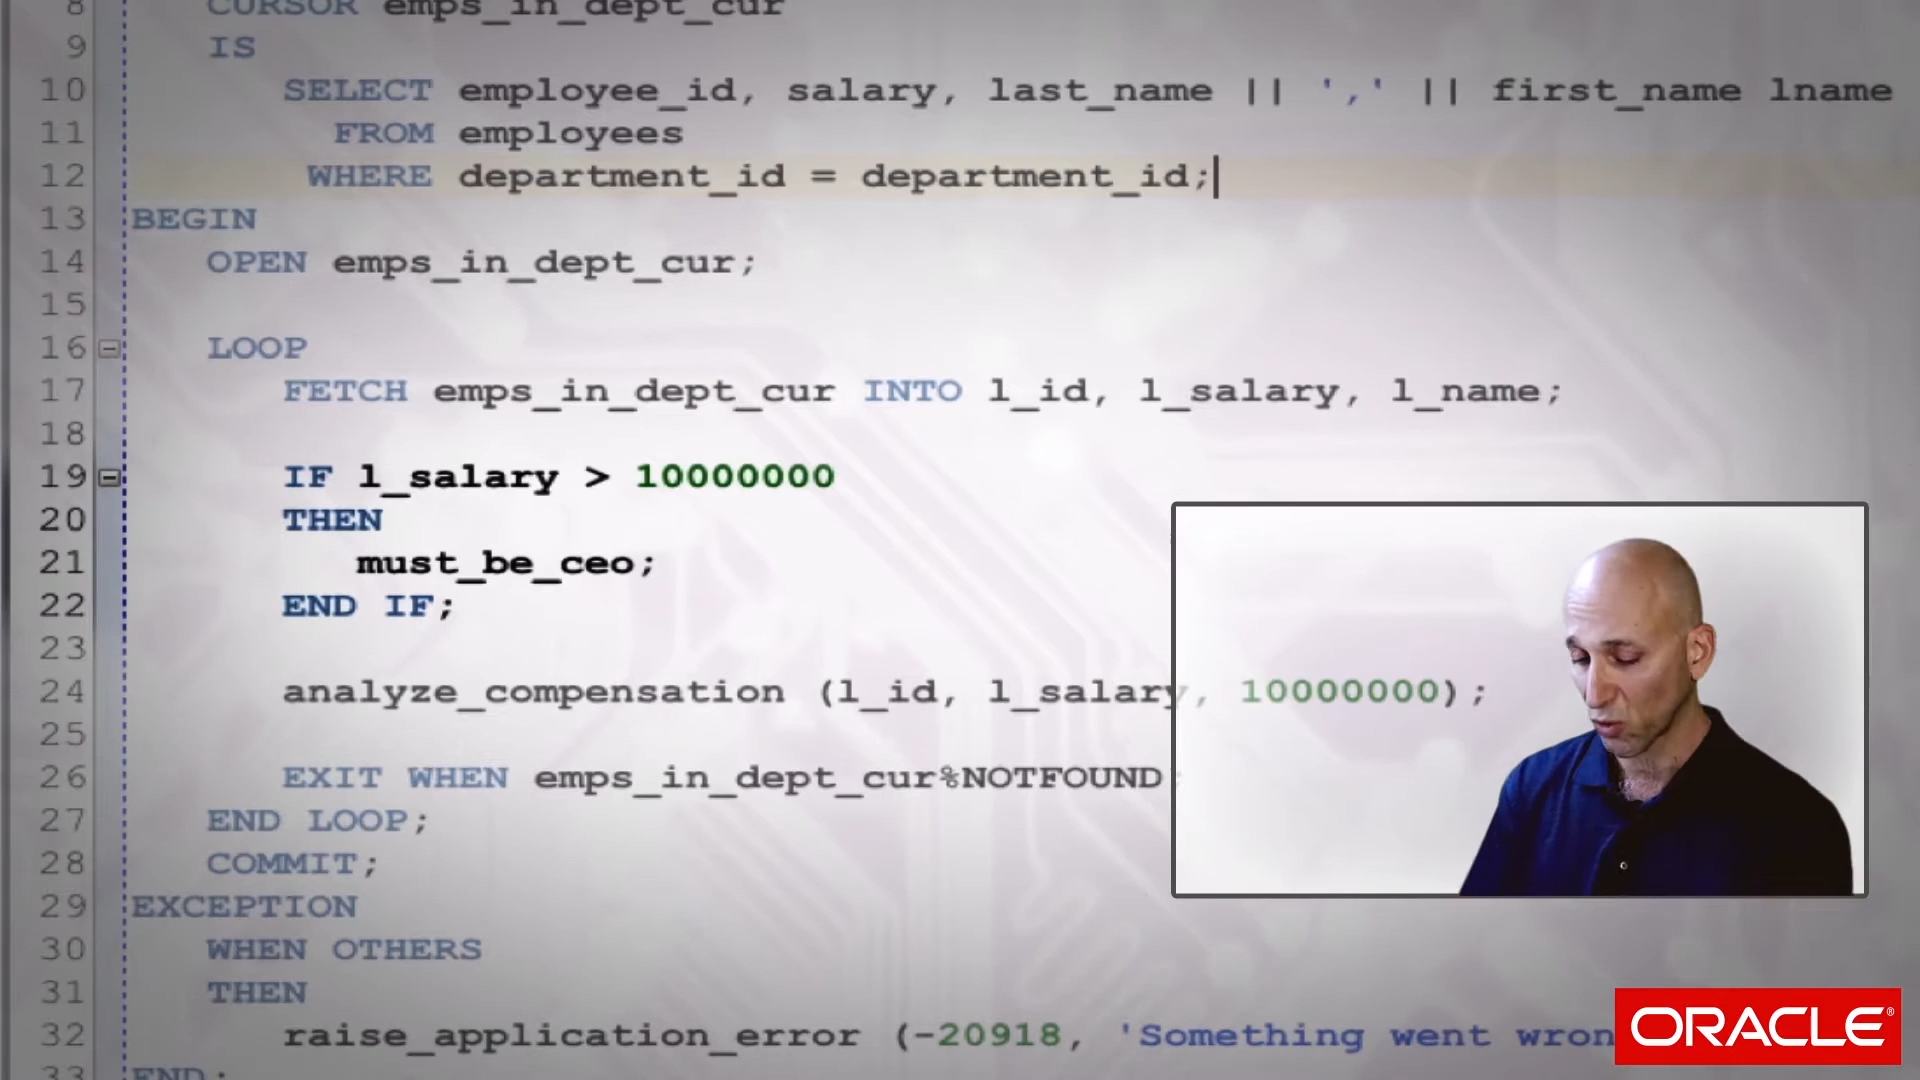 8 CURSOR emps_in_dept_cur
9 IS
10 SELECT employee_id, salary, last_name || ',' || first_name lname
11 FROM employees
12 WHERE department_id = department_id;
13 BEGIN
14 OPEN emps_in_dept_cur;
15
16 LOOP
17 FETCH emps_in_dept_cur INTO l_id, l_salary, l_name;
18
19 IF l_salary > 10000000
20 THEN
21 must_be_ceo;
22 END IF;
23
24 analyze_compensation (l_id, l_salary, 10000000);
25
26 EXIT WHEN emps_in_dept_cur%NOTFOUND;
27 END LOOP;
28 COMMIT;
29 EXCEPTION
30 WHEN OTHERS
31 THEN
32 raise_application_error (-20918, 'Something went wron
33 END;
ORACLE®